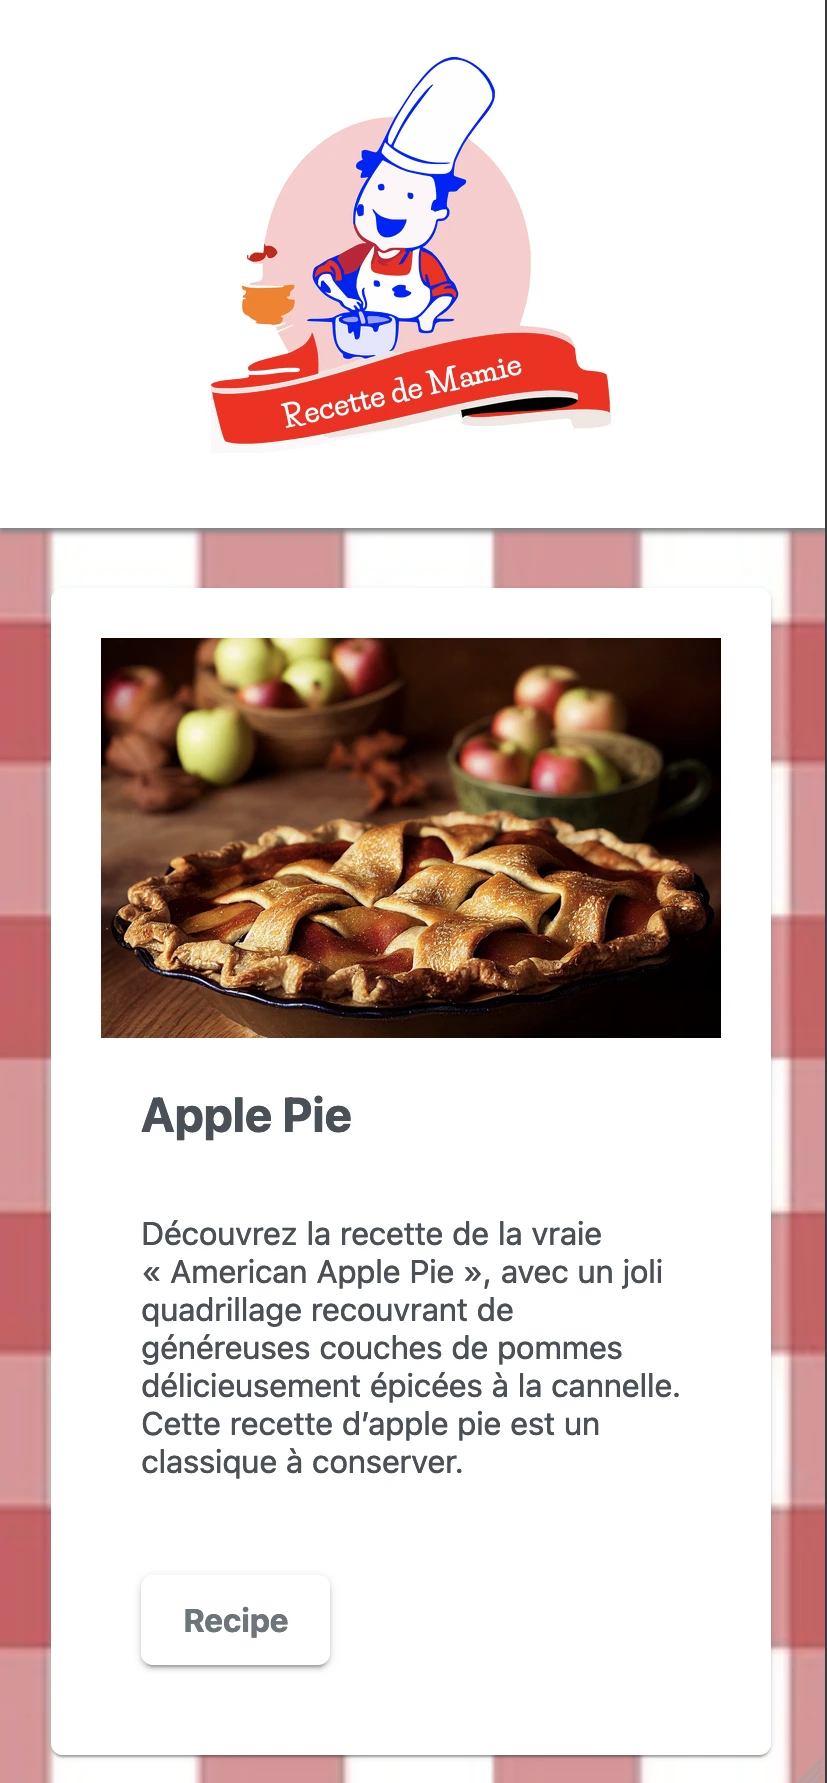 Recette de Mamie
Apple Pie
Découvrez la recette de la vraie
« American Apple Pie », avec un joli
quadrillage recouvrant de
généreuses couches de pommes
délicieusement épicées à la cannelle.
Cette recette d’apple pie est un
classique à conserver.
Recipe